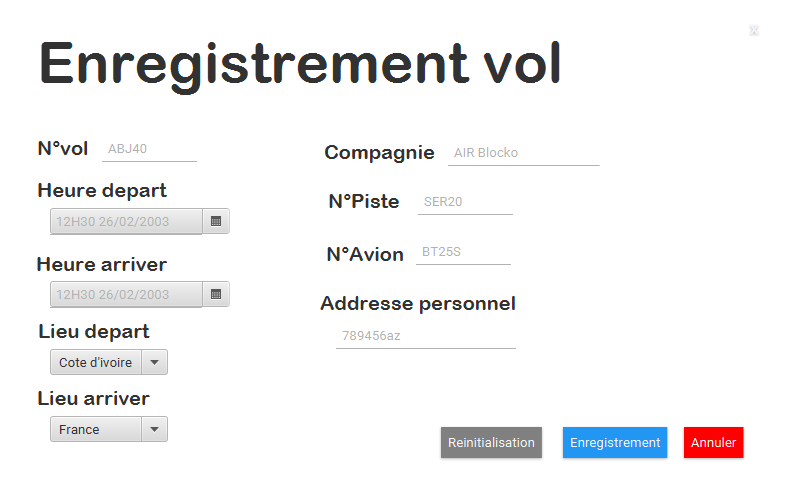 x
Enregistrement vol
N°vol ABJ40
Compagnie AIR Blocko
Heure depart
12H30 26/02/2003
N°Piste SER20
Heure arriver
12H30 26/02/2003
N°Avion BT25S
Lieu depart
Cote d'ivoire
Addresse personnel
789456az
Lieu arriver
France
Reinitialisation Enregistrement Annuler